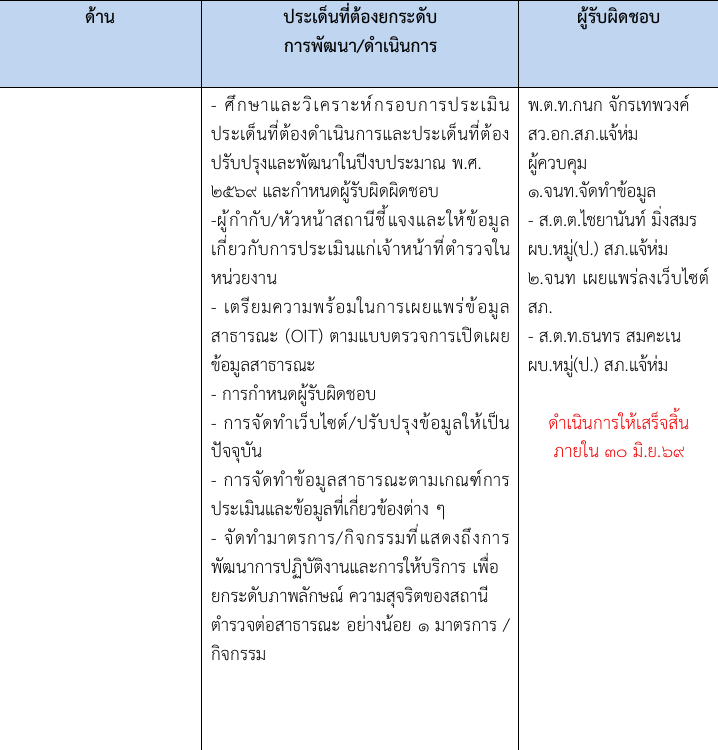 ด้าน
ประเด็นที่ต้องยกระดับ
การพัฒนา/ดำเนินการ
ผู้รับผิดชอบ
- ศึกษาและวิเคราะห์กรอบการประเมิน
ประเด็นที่ต้องดำเนินการและประเด็นที่ต้อง
ปรับปรุงและพัฒนาในปีงบประมาณ พ.ศ.
๒๕๖๙ และกำหนดผู้รับผิดผิดชอบ
-ผู้กำกับ/หัวหน้าสถานีชี้แจงและให้ข้อมูล
เกี่ยวกับการประเมินแก่เจ้าหน้าที่ตำรวจใน
หน่วยงาน
- เตรียมความพร้อมในการเผยแพร่ข้อมูล
สาธารณะ (OIT) ตามแบบตรวจการเปิดเผย
ข้อมูลสาธารณะ
- การกำหนดผู้รับผิดชอบ
- การจัดทำเว็บไซต์/ปรับปรุงข้อมูลให้เป็น
ปัจจุบัน
- การจัดทำข้อมูลสาธารณะตามเกณฑ์การ
ประเมินและข้อมูลที่เกี่ยวข้องต่าง ๆ
- จัดทำมาตรการ/กิจกรรมที่แสดงถึงการ
พัฒนาการปฏิบัติงานและการให้บริการ เพื่อ
ยกระดับภาพลักษณ์ ความสุจริตของสถานี
ตำรวจต่อสาธารณะ อย่างน้อย ๑ มาตรการ /
กิจกรรม
พ.ต.ท.กนก จักรเทพวงค์
สว.อก.สภ.แจ้ห่ม
ผู้ควบคุม
๑.จนท.จัดทำข้อมูล
- ส.ต.ต.ไชยานันท์ มิ่งสมร
ผบ.หมู่(ป.) สภ.แจ้ห่ม
๒.จนท เผยแพร่ลงเว็บไซต์
สภ.
- ส.ต.ท.ธนทร สมคะเน
ผบ.หมู่(ป.) สภ.แจ้ห่ม
ดำเนินการให้เสร็จสิ้น
ภายใน ๓๐ มิ.ย.๖๙